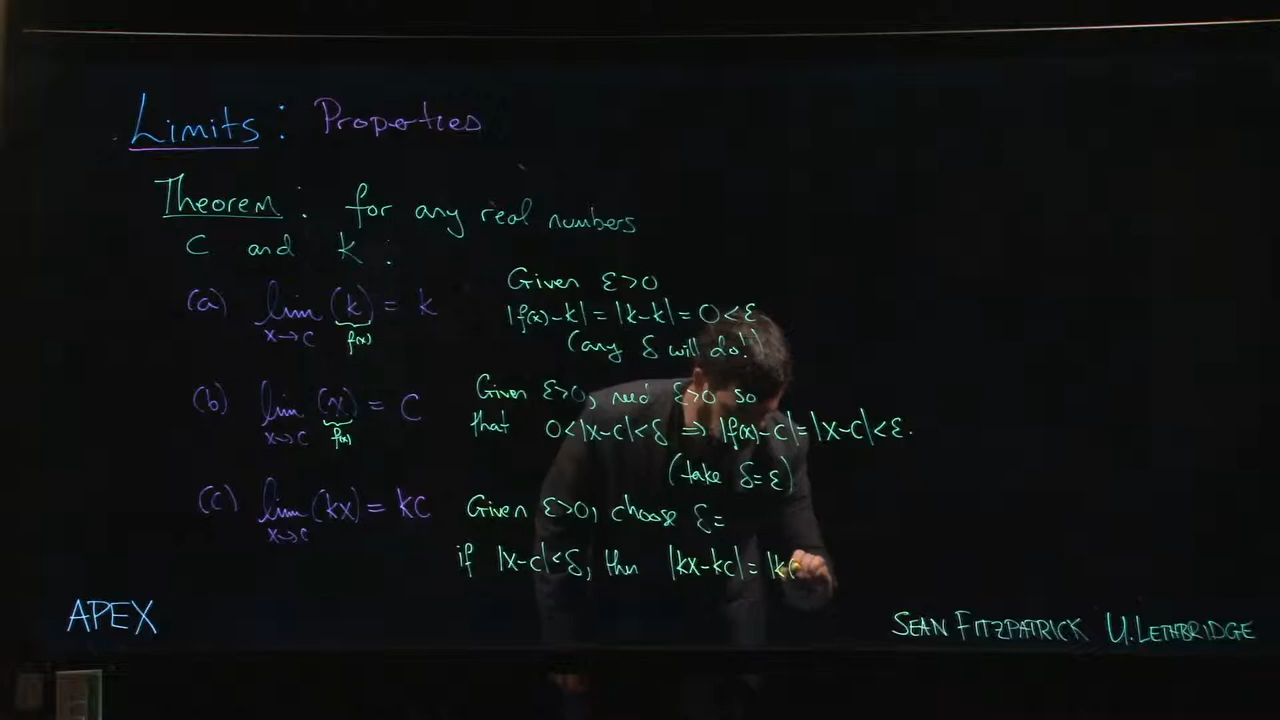 Limits: Properties
Theorem: for any real numbers
c and k:
(a) lim x→c (k) = k
f(x)
Given ε>0
|f(x)-k| = |k-k| = 0 < ε
(any δ will do!)
(b) lim x→c (x) = c
f(x)
Given ε>0, need ε>0 so
that 0<|x-c|<δ ⇒ |f(x)-c|=|x-c|<ε.
(take δ=ε)
(c) lim x→c (kx) = kc
Given ε>0, choose δ=
if |x-c|<δ, then |kx-kc| = |k(
APEX
SEAN FITZPATRICK U. LETHBRIDGE